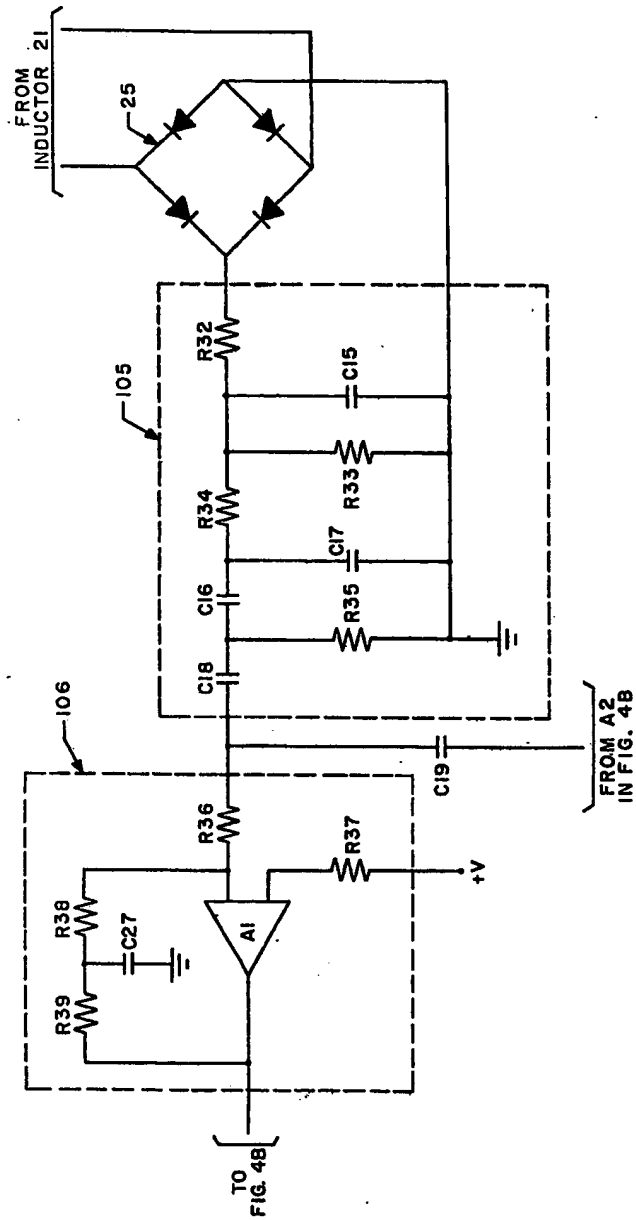 FROM
INDUCTOR 21
25
105
R32
C15
R33
R34
C17
C16
R35
C18
106
C19
FROM A2
IN FIG. 4B
R36
R37
+V
A1
R38
C27
R39
TO
FIG. 4B